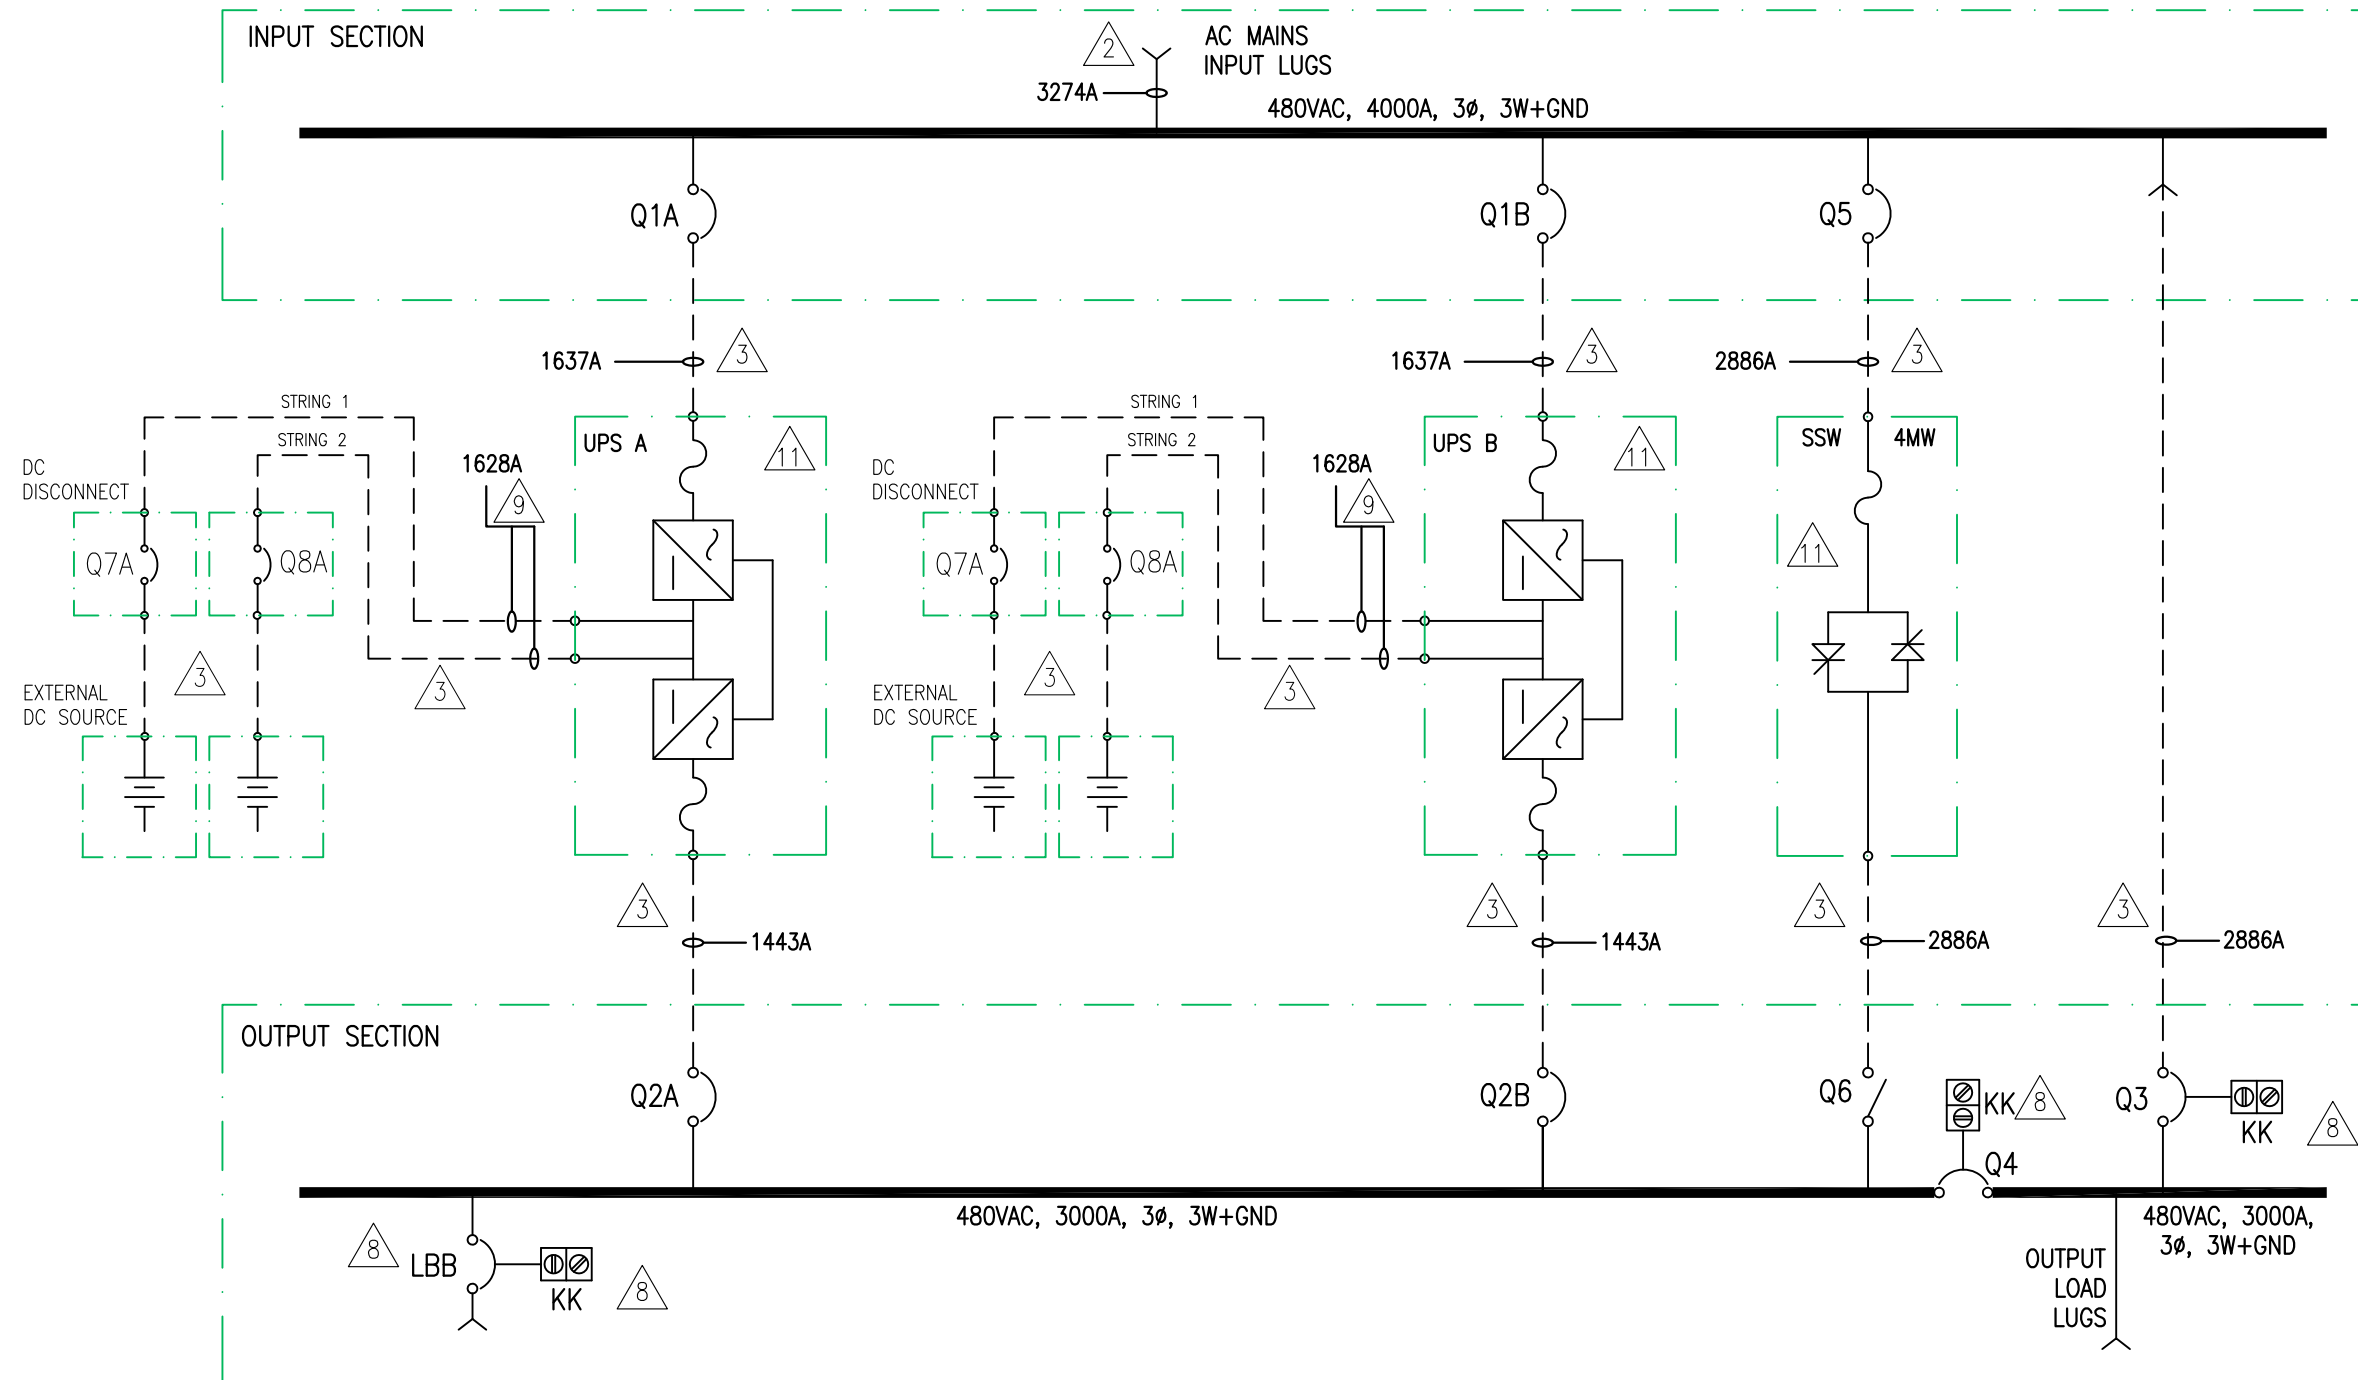 INPUT SECTION
2
AC MAINS
INPUT LUGS
3274A
480VAC, 4000A, 3ø, 3W+GND
Q1A
Q1B
Q5
1637A
3
1637A
3
2886A
3
STRING 1
STRING 2
DC
DISCONNECT
1628A
9
UPS A
11
STRING 1
STRING 2
DC
DISCONNECT
1628A
9
UPS B
11
SSW
4MW
11
Q7A
Q8A
Q7A
Q8A
3
3
3
3
EXTERNAL
DC SOURCE
EXTERNAL
DC SOURCE
3
1443A
3
1443A
3
2886A
3
2886A
OUTPUT SECTION
Q2A
Q2B
Q6
KK
8
Q3
KK
8
Q4
480VAC, 3000A, 3ø, 3W+GND
480VAC, 3000A,
3ø, 3W+GND
8
LBB
KK
8
OUTPUT
LOAD
LUGS